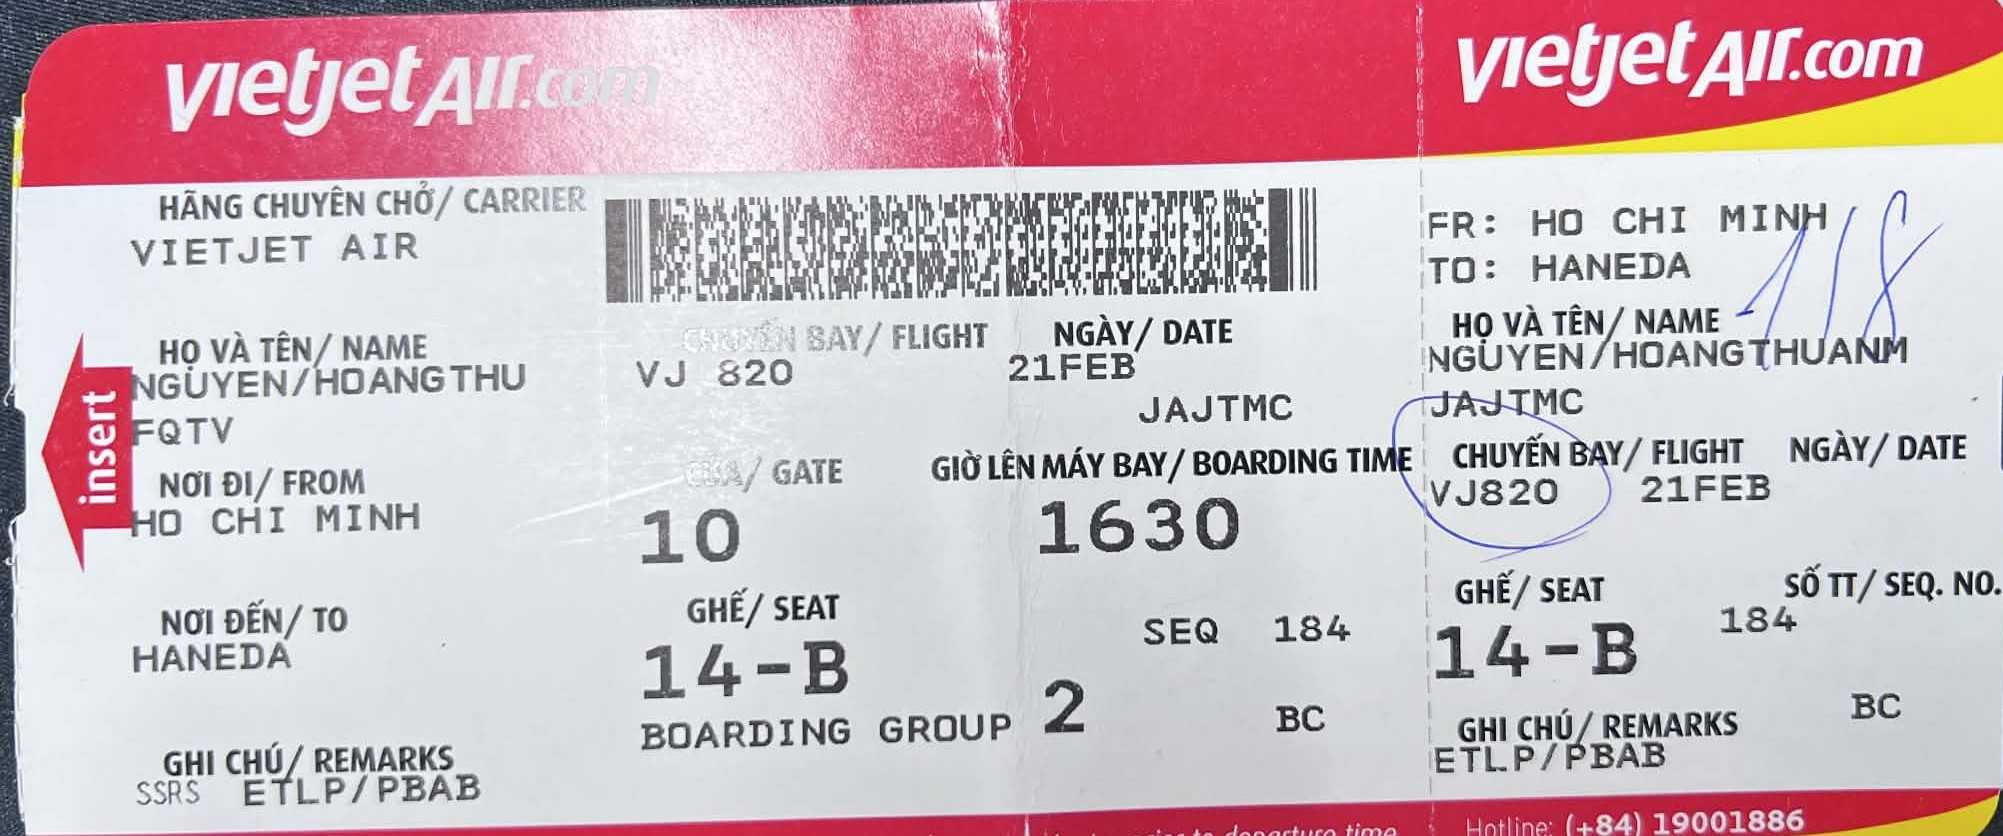 vietjetAir.com
HÃNG CHUYÊN CHỞ/ CARRIER
VIETJET AIR
HỌ VÀ TÊN/ NAME
NGUYEN/HOANGTHU
CHUYẾN BAY/ FLIGHT
VJ 820
NGÀY/ DATE
21FEB
JAJTMC
FQTV
NƠI ĐI/ FROM
HO CHI MINH
CỬA/ GATE
10
GIỜ LÊN MÁY BAY/ BOARDING TIME
1630
insert
NƠI ĐẾN/ TO
HANEDA
GHẾ/ SEAT
14-B
SEQ 184
BOARDING GROUP 2
BC
GHI CHÚ/ REMARKS
SSRS ETLP/PBAB
to departure time
vietjetAir.com
FR: HO CHI MINH
TO: HANEDA
118
HỌ VÀ TÊN/ NAME
NGUYEN/HOANGTHUANM
JAJTMC
CHUYẾN BAY/ FLIGHT NGÀY/ DATE
VJ820 21FEB
GHẾ/ SEAT SỐ TT/ SEQ. NO.
14-B 184
BC
GHI CHÚ/ REMARKS
ETLP/PBAB
Hotline: (+84) 19001886